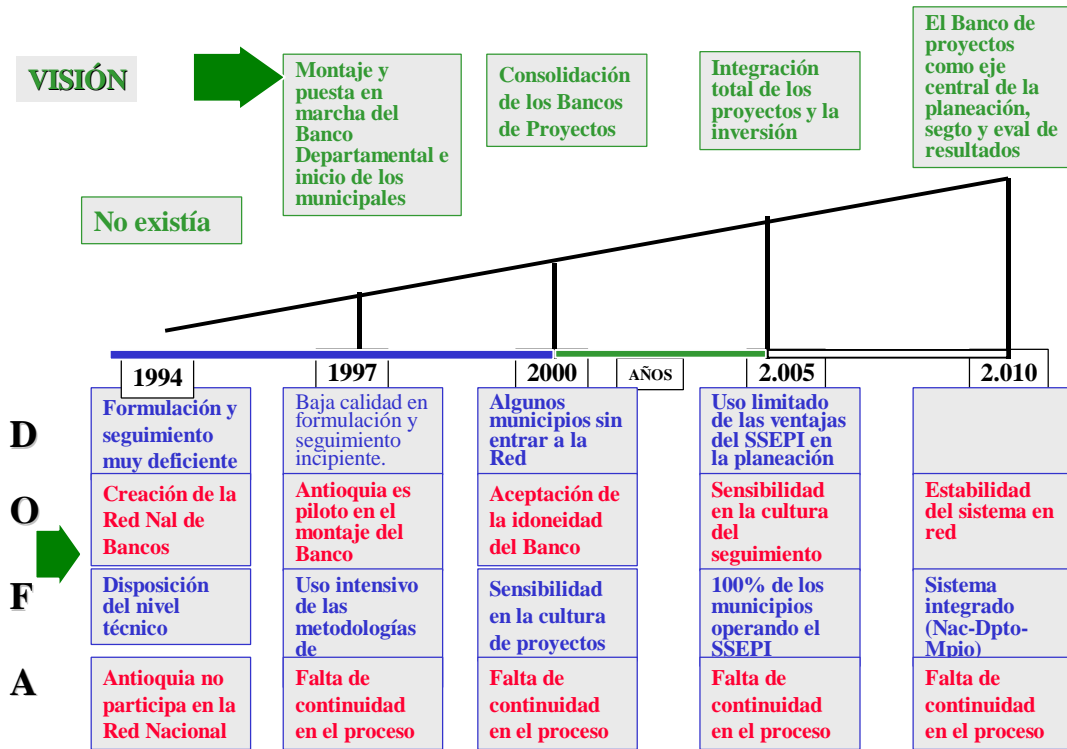 VISIÓN
Montaje y
puesta en
marcha del
Banco
Departamental e
inicio de los
municipales
Consolidación
de los Bancos
de Proyectos
Integración
total de los
proyectos y la
inversión
El Banco de
proyectos
como eje
central de la
planeación,
segto y eval de
resultados
No existía
1994
1997
2000
AÑOS
2.005
2.010
D
Formulación y
seguimiento
muy deficiente
Baja calidad en
formulación y
seguimiento
incipiente.
Algunos
municipios sin
entrar a la
Red
Uso limitado
de las ventajas
del SSEPI en
la planeación
O
Creación de la
Red Nal de
Bancos
Antioquia es
piloto en el
montaje del
Banco
Aceptación de
la idoneidad
del Banco
Sensibilidad
en la cultura
del
seguimiento
Estabilidad
del sistema en
red
F
Disposición
del nivel
técnico
Uso intensivo
de las
metodologías
de
Sensibilidad
en la cultura
de proyectos
100% de los
municipios
operando el
SSEPI
Sistema
integrado
(Nac-Dpto-
Mpio)
A
Antioquia no
participa en la
Red Nacional
Falta de
continuidad
en el proceso
Falta de
continuidad
en el proceso
Falta de
continuidad
en el proceso
Falta de
continuidad
en el proceso